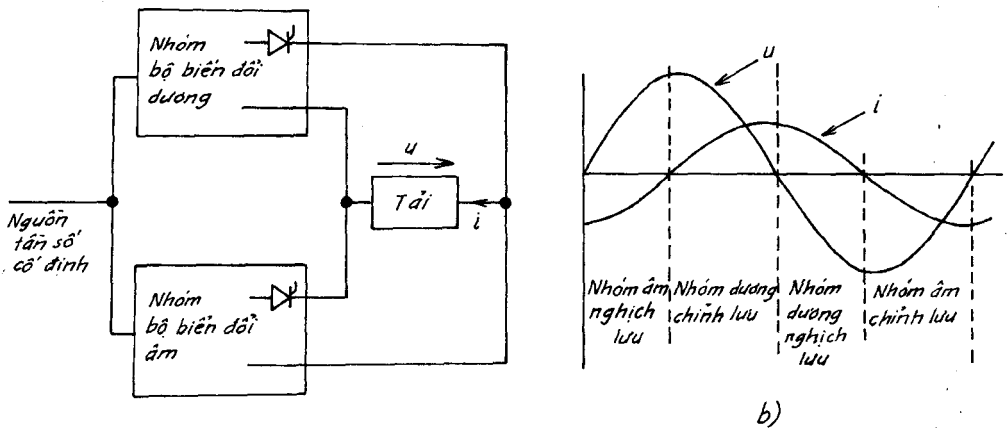 Nhóm
bộ biến đổi
dương
u
Tải
i
Nguồn
tần số
cố định
Nhóm
bộ biến đổi
âm
u
i
Nhóm âm
nghịch
lưu
Nhóm dương
chỉnh lưu
Nhóm
dương
nghịch
lưu
Nhóm âm
chỉnh lưu
b)